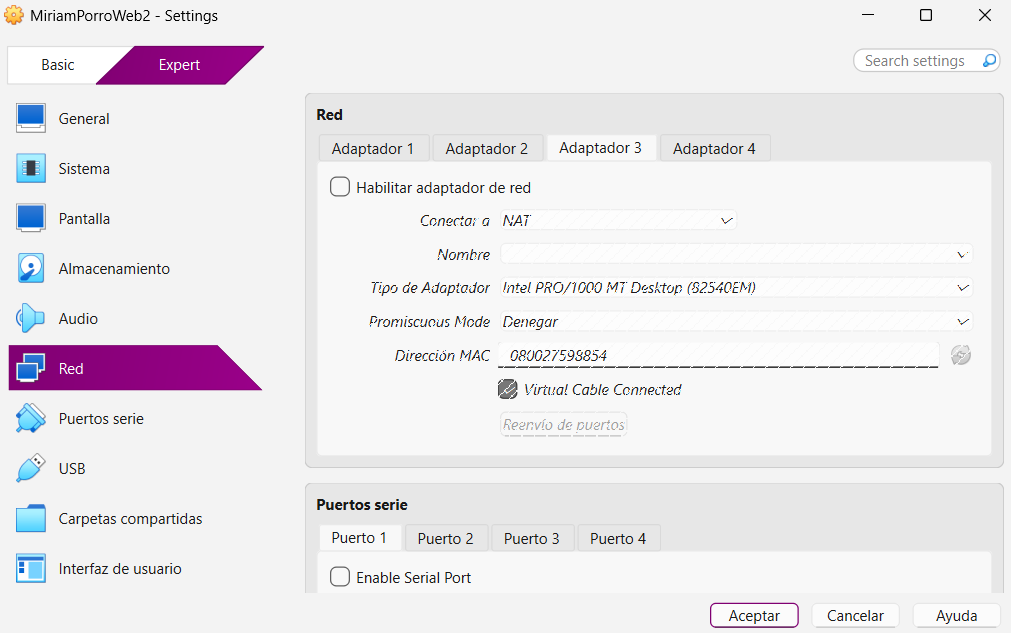 MiriamPorroWeb2 - Settings
Basic
Expert
Search settings
General
Sistema
Pantalla
Almacenamiento
Audio
Red
Puertos serie
USB
Carpetas compartidas
Interfaz de usuario
Red
Adaptador 1
Adaptador 2
Adaptador 3
Adaptador 4
Habilitar adaptador de red
Conectar a NAT
Nombre
Tipo de Adaptador Intel PRO/1000 MT Desktop (82540EM)
Promiscuous Mode Denegar
Dirección MAC 080027598854
Virtual Cable Connected
Reenvío de puertos
Puertos serie
Puerto 1
Puerto 2
Puerto 3
Puerto 4
Enable Serial Port
Aceptar
Cancelar
Ayuda